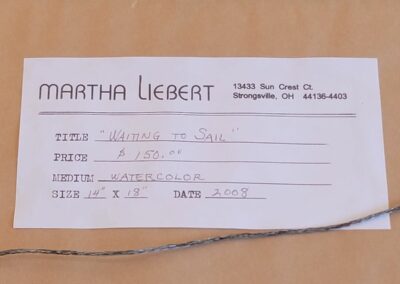 MARTHA LIEBERT
13433 Sun Crest Ct.
Strongsville, OH 44136-4403
TITLE "WAITING TO SAIL"
PRICE $150.00
MEDIUM WATERCOLOR
SIZE 14" X 18" DATE 2008